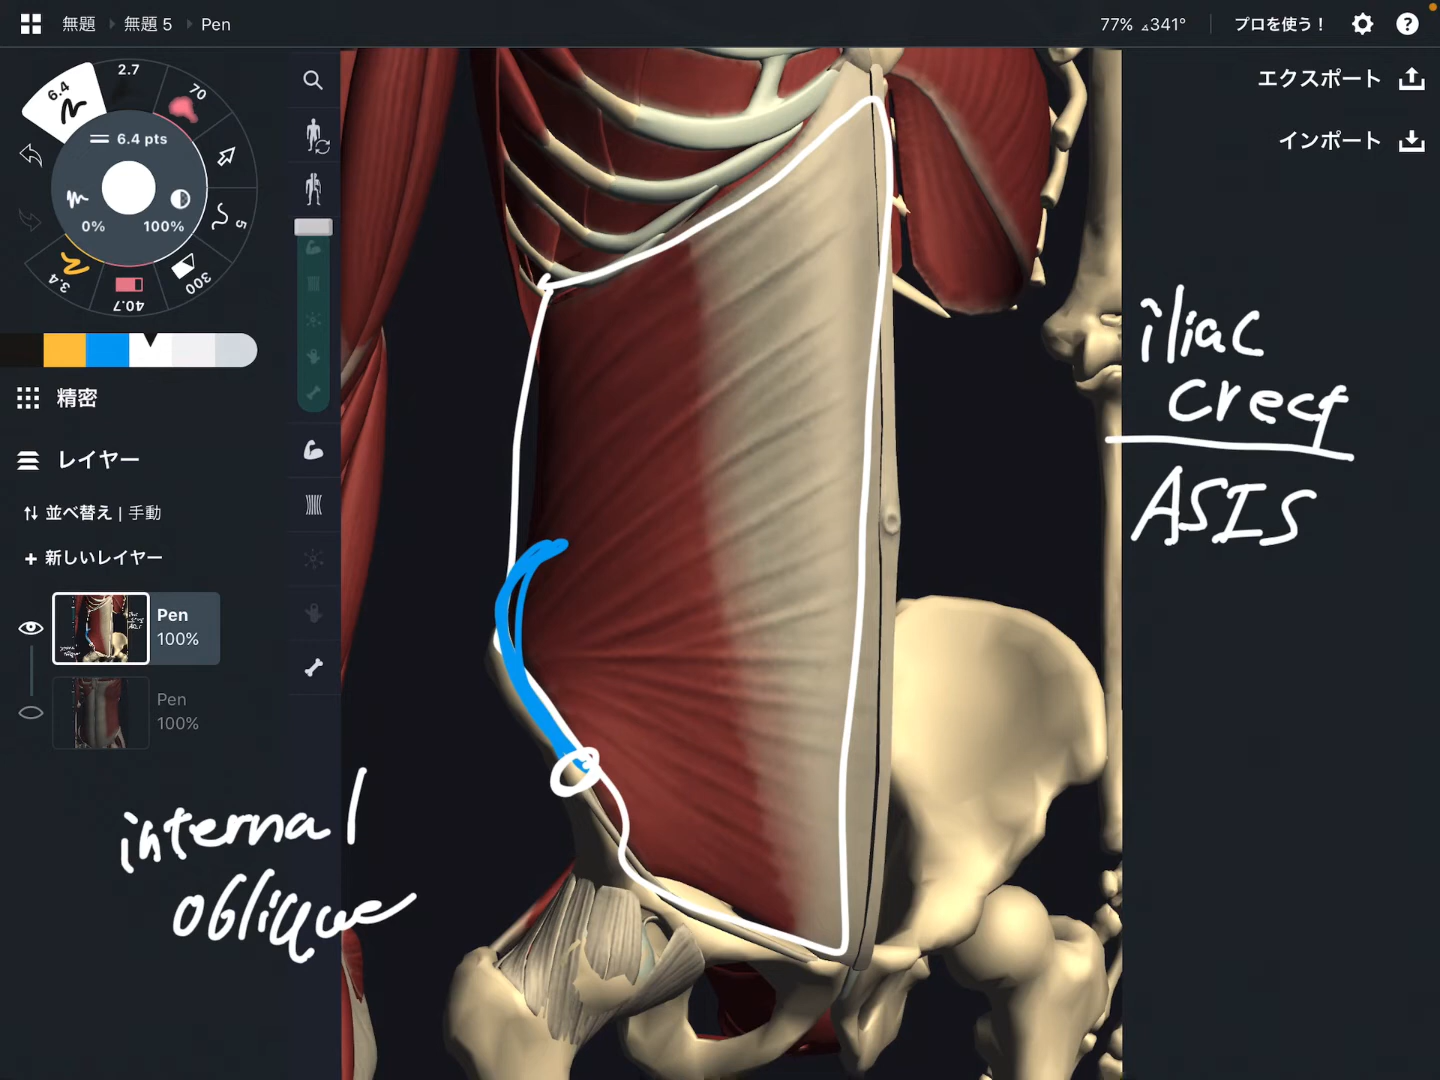 無題 無題 5 Pen
77% ⊿341° プロを使う!
エクスポート
インポート
2.7
6.4
70
6.4 pts
0% 100%
5
3.4
40.7
300
精密
レイヤー
並べ替え | 手動
+ 新しいレイヤー
Pen
100%
Pen
100%
iliac
crecf
ASIS
internal
oblique